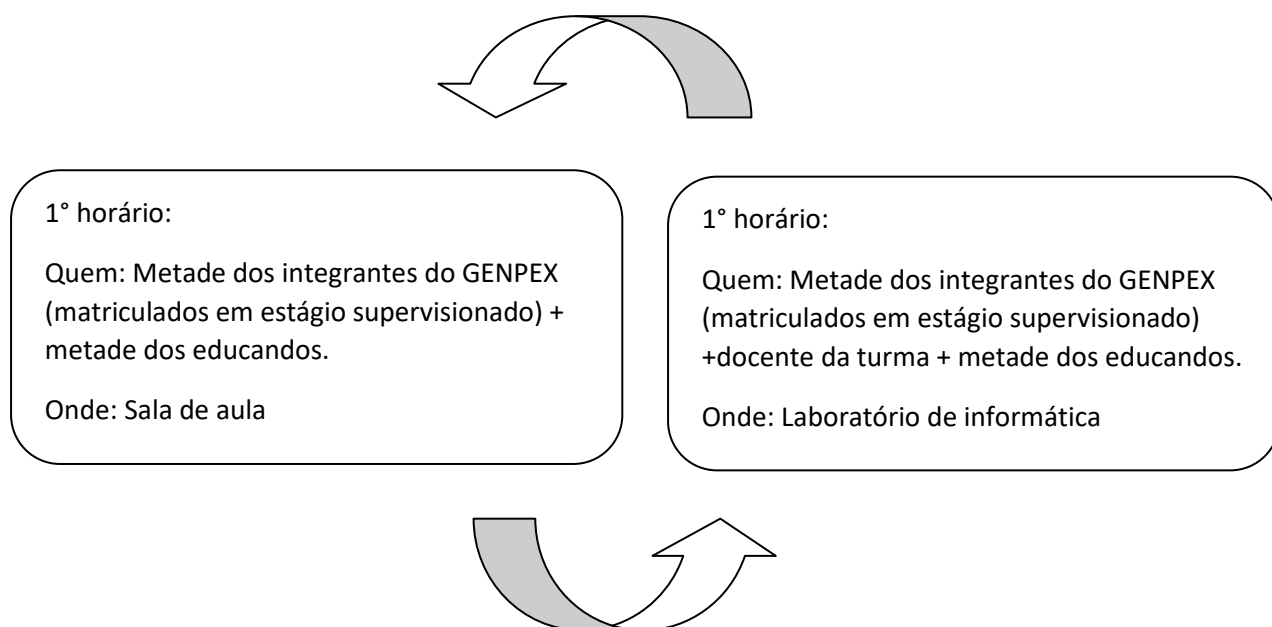 1° horário:
Quem: Metade dos integrantes do GENPEX
(matriculados em estágio supervisionado) +
metade dos educandos.
Onde: Sala de aula
1° horário:
Quem: Metade dos integrantes do GENPEX
(matriculados em estágio supervisionado)
+docente da turma + metade dos educandos.
Onde: Laboratório de informática